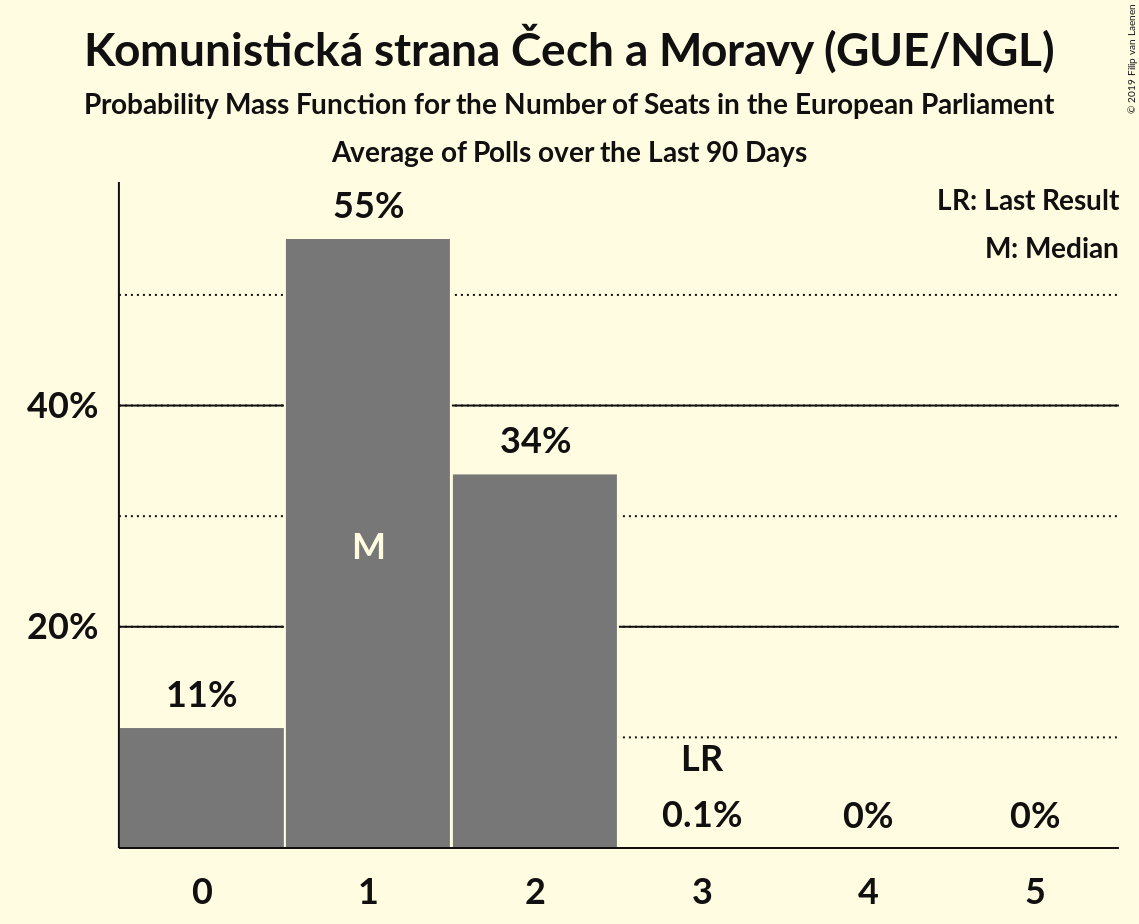 Komunistická strana Čech a Moravy (GUE/NGL)
Probability Mass Function for the Number of Seats in the European Parliament
Average of Polls over the Last 90 Days
© 2019 Filip van Laenen
LR: Last Result
M: Median
55%
40%
34%
M
20%
11%
LR
0.1%
0%
0%
0
1
2
3
4
5